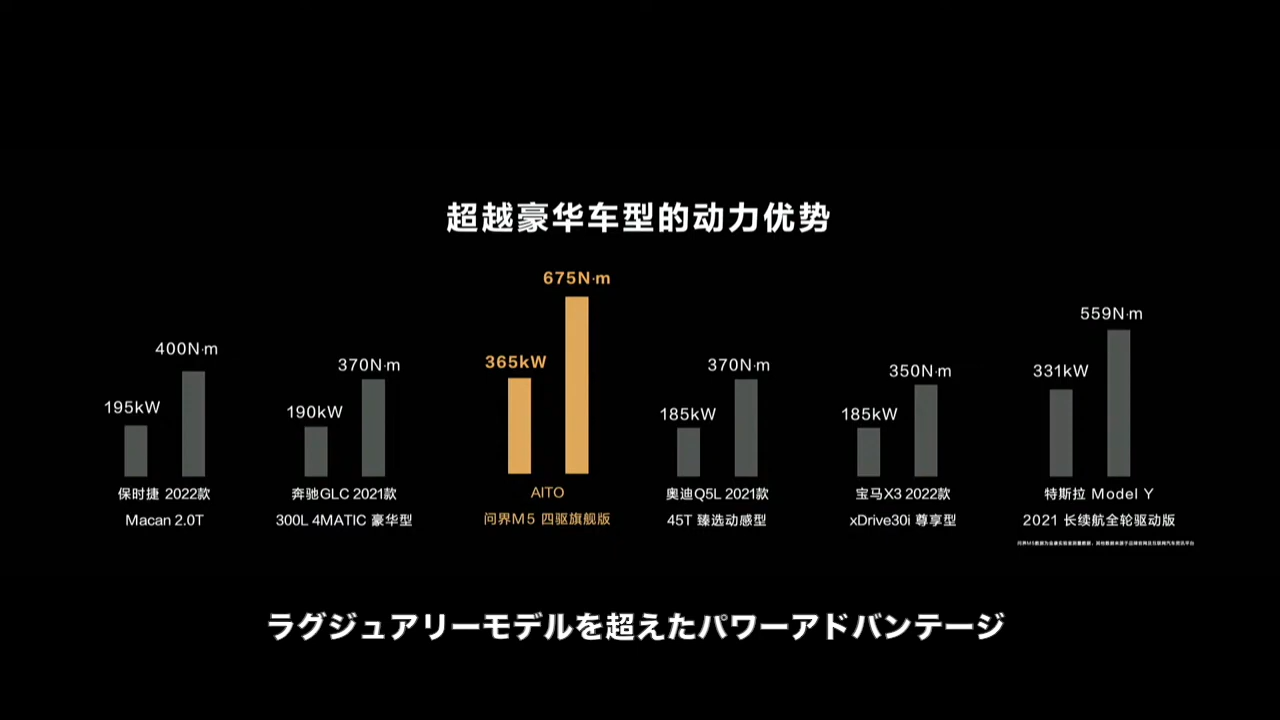 超越豪华车型的动力优势
195kW
400N·m
保时捷 2022款
Macan 2.0T
190kW
370N·m
奔驰GLC 2021款
300L 4MATIC 豪华型
365kW
675N·m
AITO
问界M5 四驱旗舰版
185kW
370N·m
奥迪Q5L 2021款
45T 臻选动感型
185kW
350N·m
宝马X3 2022款
xDrive30i 尊享型
331kW
559N·m
特斯拉 Model Y
2021 长续航全轮驱动版
ラグジュアリーモデルを超えたパワーアドバンテージ